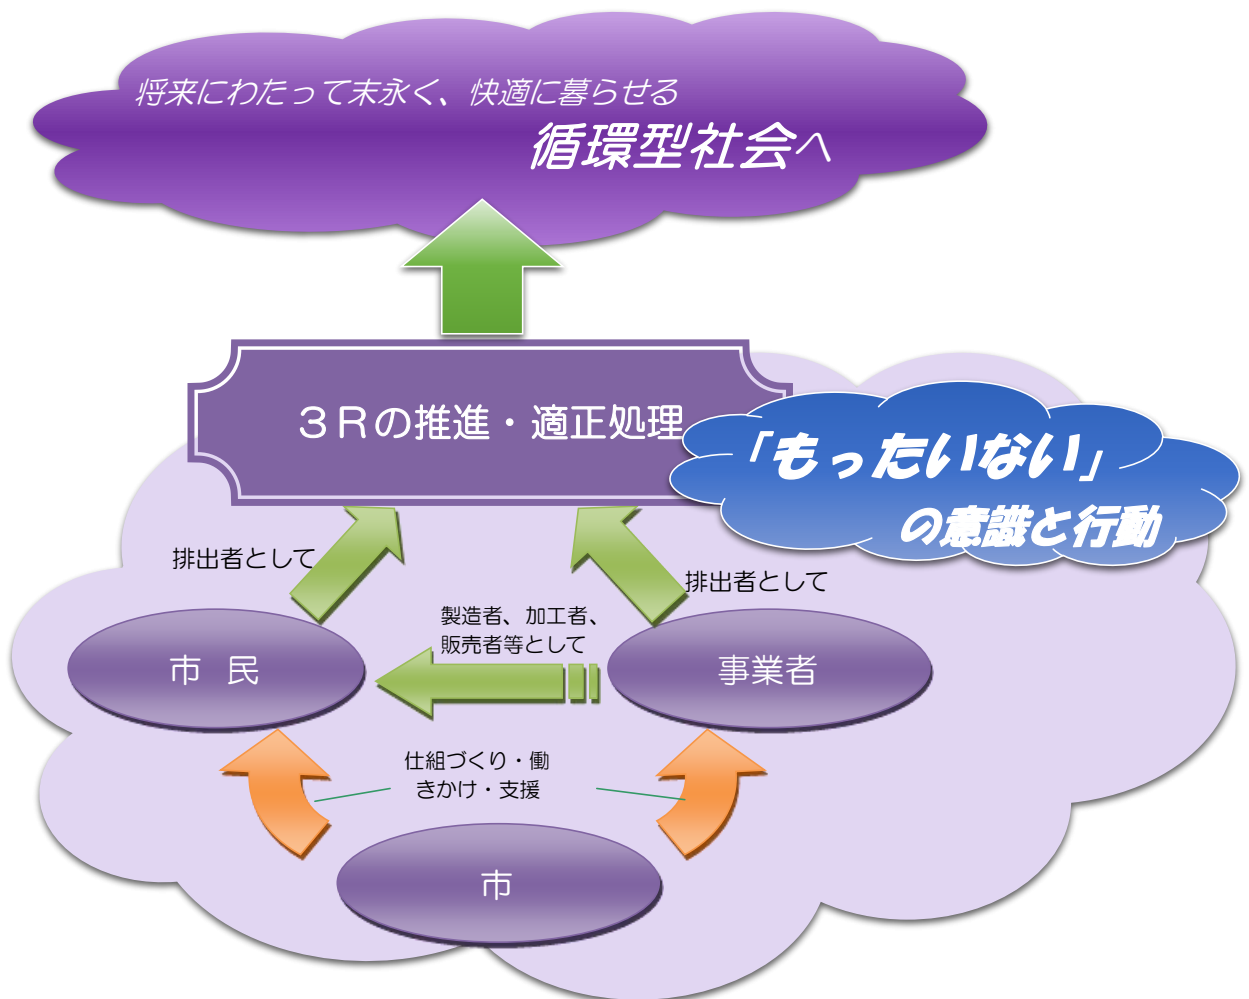 将来にわたって末永く、快適に暮らせる
循環型社会へ
３Ｒの推進・適正処理
「もったいない」
の意識と行動
排出者として
排出者として
製造者、加工者、
販売者等として
市 民
事業者
仕組づくり・働
きかけ・支援
市